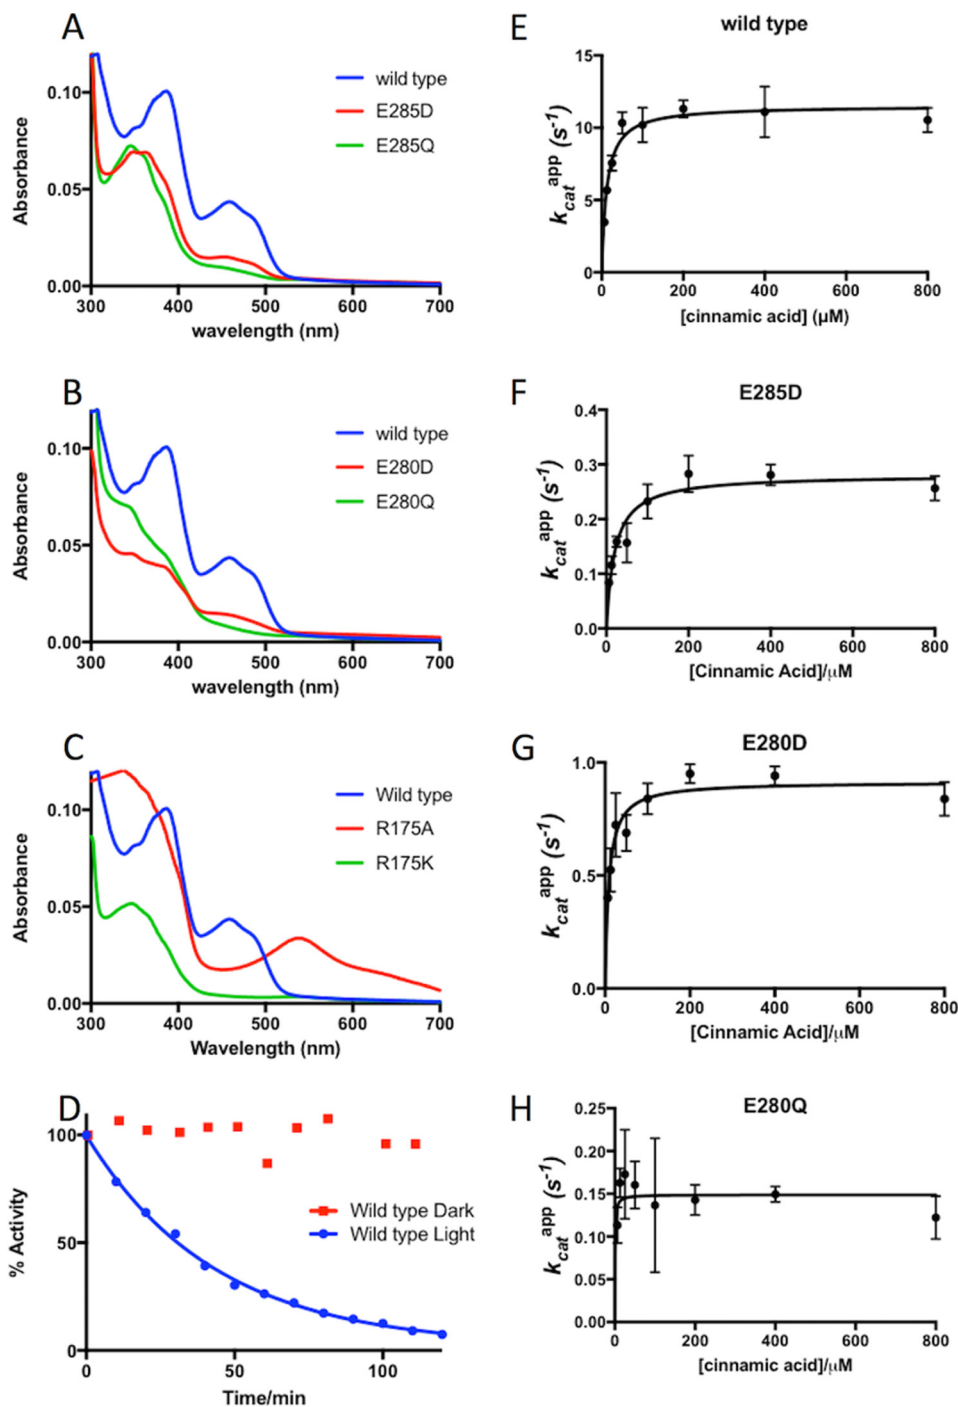 A
0.10
0.05
0.00
300
400
500
600
700
Absorbance
wavelength (nm)
wild type
E285D
E285Q
B
0.10
0.05
0.00
300
400
500
600
700
Absorbance
wavelength (nm)
wild type
E280D
E280Q
C
0.10
0.05
0.00
300
400
500
600
700
Absorbance
Wavelength (nm)
Wild type
R175A
R175K
D
100
50
0
0
50
100
% Activity
Time/min
Wild type Dark
Wild type Light
E
wild type
15
10
5
0
0
200
400
600
800
kcat app (s-1)
[cinnamic acid] (µM)
F
E285D
0.4
0.3
0.2
0.1
0.0
0
200
400
600
800
kcat app (s-1)
[Cinnamic Acid]/µM
G
E280D
1.0
0.5
0.0
0
200
400
600
800
kcat app (s-1)
[Cinnamic Acid]/µM
H
E280Q
0.25
0.20
0.15
0.10
0.05
0.00
0
200
400
600
800
kcat app (s-1)
[cinnamic acid]/µM